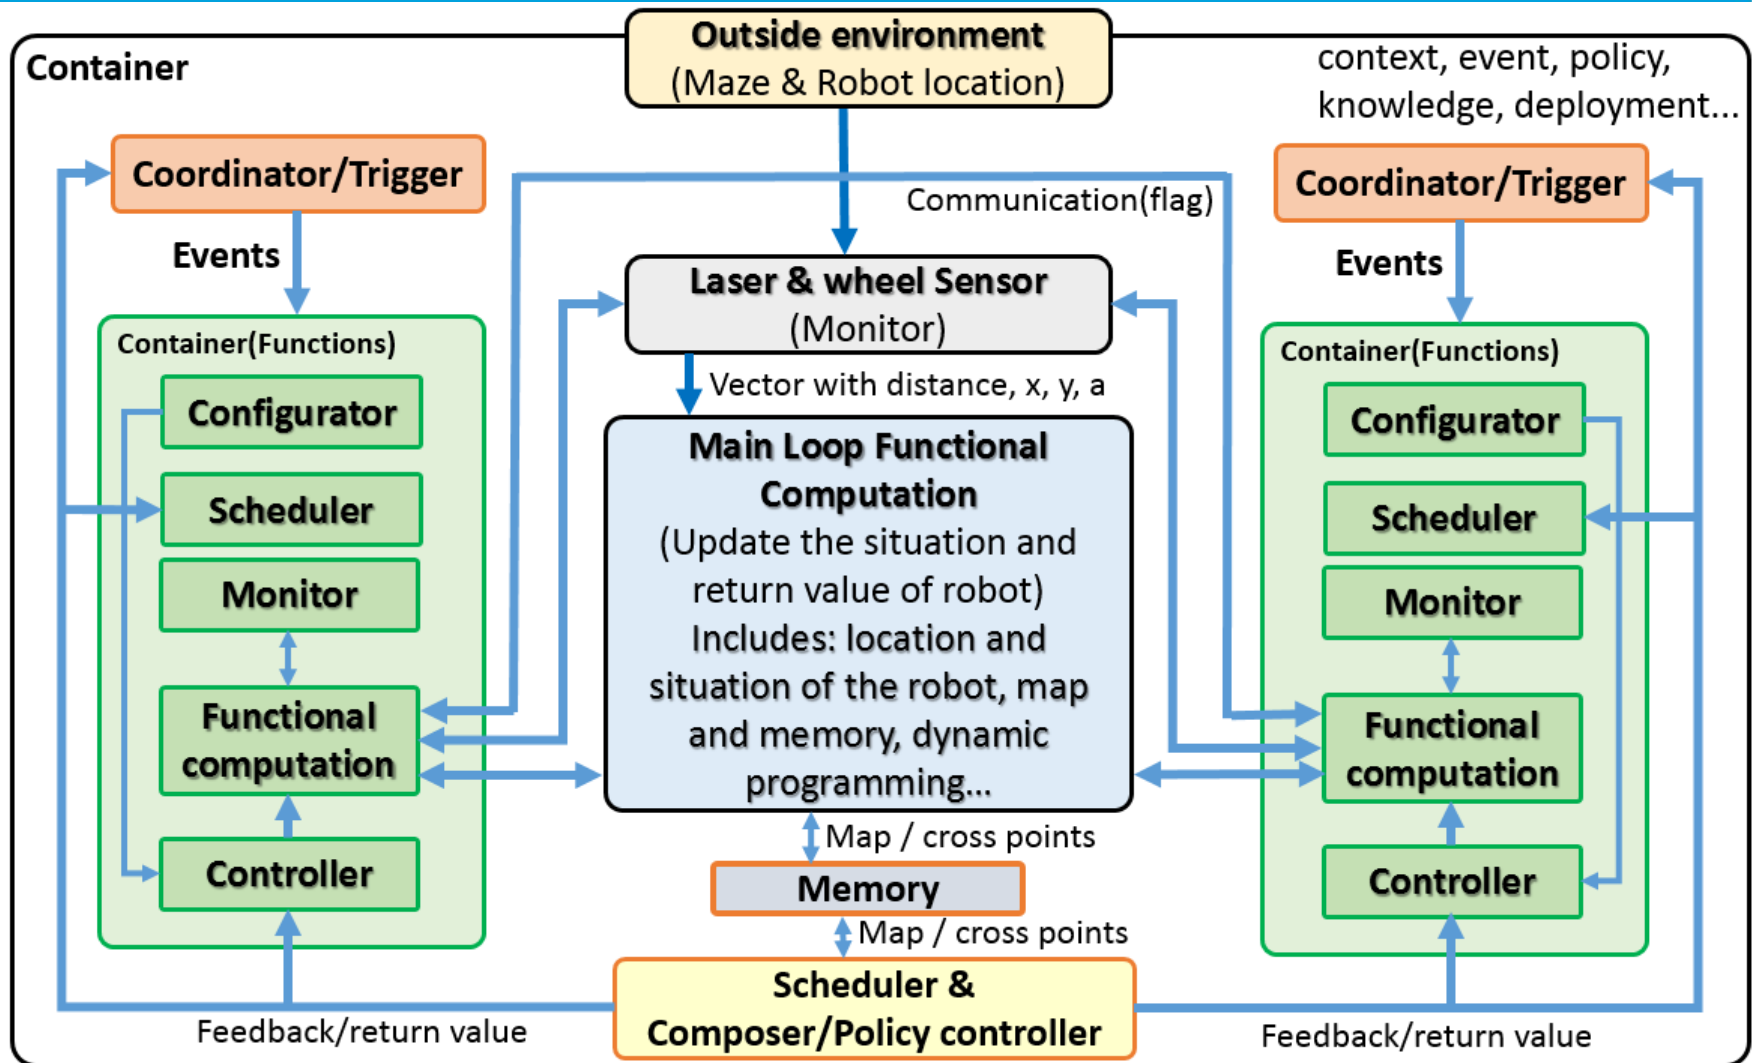 Outside environment
(Maze & Robot location)
Container
context, event, policy,
knowledge, deployment...
Coordinator/Trigger
Communication(flag)
Coordinator/Trigger
Events
Events
Laser & wheel Sensor
(Monitor)
Vector with distance, x, y, a
Container(Functions)
Configurator
Scheduler
Monitor
Functional
computation
Controller
Main Loop Functional
Computation
(Update the situation and
return value of robot)
Includes: location and
situation of the robot, map
and memory, dynamic
programming...
Container(Functions)
Configurator
Scheduler
Monitor
Functional
computation
Controller
Map / cross points
Memory
Map / cross points
Scheduler &
Composer/Policy controller
Feedback/return value
Feedback/return value